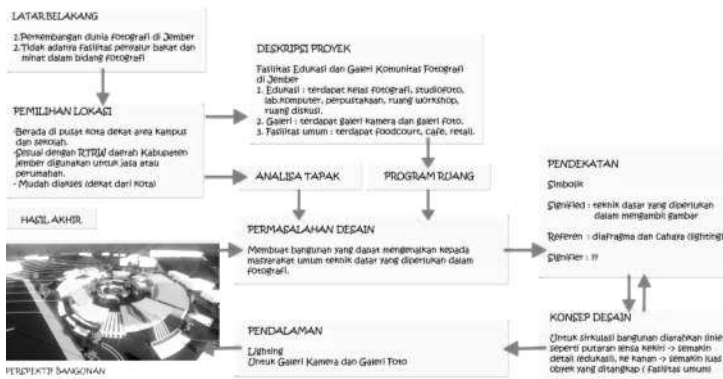 LATAR BELAKANG
1.Perkembangan dunia fotografi di Jember
2.Tidak adanya fasilitas penyalur bakat dan
minat dalam bidang fotografi
DESKRIPSI PROYEK
Fasilitas Edukasi dan Galeri Komunitas Fotografi
di Jember
1. Edukasi : terdapat kelas fotografi, studiofoto,
lab.komputer, perpustakaan, ruang workshop,
ruang diskusi.
2. Galeri : terdapat galeri kamera dan galeri foto.
3. Fasilitas umum : terdapat foodcourt, cafe, retail.
PEMILIHAN LOKASI
-Berada di pusat kota dekat area kampus
dan sekolah.
-Sesuai dengan RTRW daerah Kabupaten
Jember digunakan untuk jasa atau
perumahan.
- Mudah diakses (dekat dari kota)
ANALISA TAPAK
PROGRAM RUANG
PENDEKATAN
Simbolik
Signified : teknik dasar yang diperlukan
dalam mengambil gambar
Referen : diafragma dan Cahaya (lighting)
Signifier : ??
HASIL AKHIR
PERMASALAHAN DESAIN
Membuat bangunan yang dapat mengenalkan kepada
masyarakat umum teknik dasar yang diperlukan dalam
fotografi.
KONSEP DESAIN
Untuk sirkulasi bangunan diarahkan linier
seperti putaran lensa kekiri -> semakin
detail (edukasi), ke kanan -> semakin luas
obyek yang ditangkap ( fasilitas umum)
PENDALAMAN
Lighting
Untuk Galeri Kamera dan Galeri Foto
PERSPEKTIF BANGUNAN